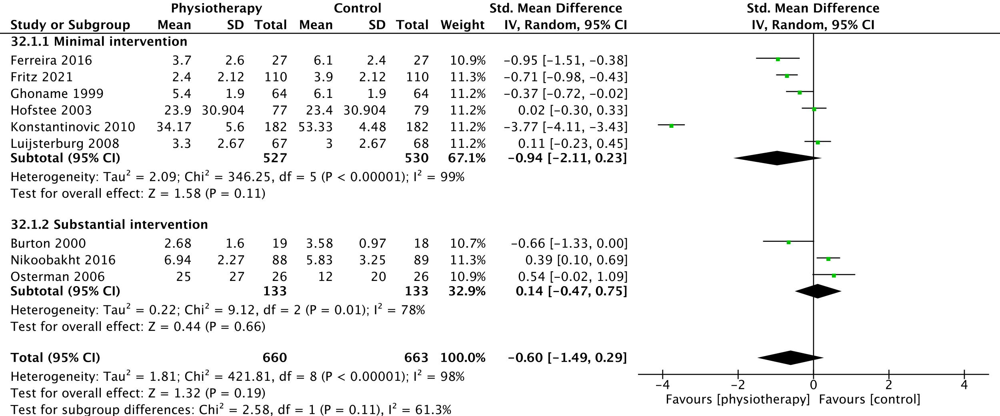 Physiotherapy Control Std. Mean Difference Std. Mean Difference
Study or Subgroup Mean SD Total Mean SD Total Weight IV, Random, 95% CI IV, Random, 95% CI
32.1.1 Minimal intervention
Ferreira 2016 3.7 2.6 27 6.1 2.4 27 10.9% −0.95 [−1.51, −0.38]
Fritz 2021 2.4 2.12 110 3.9 2.12 110 11.3% −0.71 [−0.98, −0.43]
Ghoname 1999 5.4 1.9 64 6.1 1.9 64 11.2% −0.37 [−0.72, −0.02]
Hofstee 2003 23.9 30.904 77 23.4 30.904 79 11.2% 0.02 [−0.30, 0.33]
Konstantinovic 2010 34.17 5.6 182 53.33 4.48 182 11.2% −3.77 [−4.11, −3.43]
Luijsterburg 2008 3.3 2.67 67 3 2.67 68 11.2% 0.11 [−0.23, 0.45]
Subtotal (95% CI) 527 530 67.1% −0.94 [−2.11, 0.23]
Heterogeneity: Tau² = 2.09; Chi² = 346.25, df = 5 (P < 0.00001); I² = 99%
Test for overall effect: Z = 1.58 (P = 0.11)
32.1.2 Substantial intervention
Burton 2000 2.68 1.6 19 3.58 0.97 18 10.7% −0.66 [−1.33, 0.00]
Nikoobakht 2016 6.94 2.27 88 5.83 3.25 89 11.3% 0.39 [0.10, 0.69]
Osterman 2006 25 27 26 12 20 26 10.9% 0.54 [−0.02, 1.09]
Subtotal (95% CI) 133 133 32.9% 0.14 [−0.47, 0.75]
Heterogeneity: Tau² = 0.22; Chi² = 9.12, df = 2 (P = 0.01); I² = 78%
Test for overall effect: Z = 0.44 (P = 0.66)
Total (95% CI) 660 663 100.0% −0.60 [−1.49, 0.29]
Heterogeneity: Tau² = 1.81; Chi² = 421.81, df = 8 (P < 0.00001); I² = 98%
Test for overall effect: Z = 1.32 (P = 0.19)
Test for subgroup differences: Chi² = 2.58, df = 1 (P = 0.11), I² = 61.3%
−4 −2 0 2 4
Favours [physiotherapy] Favours [control]